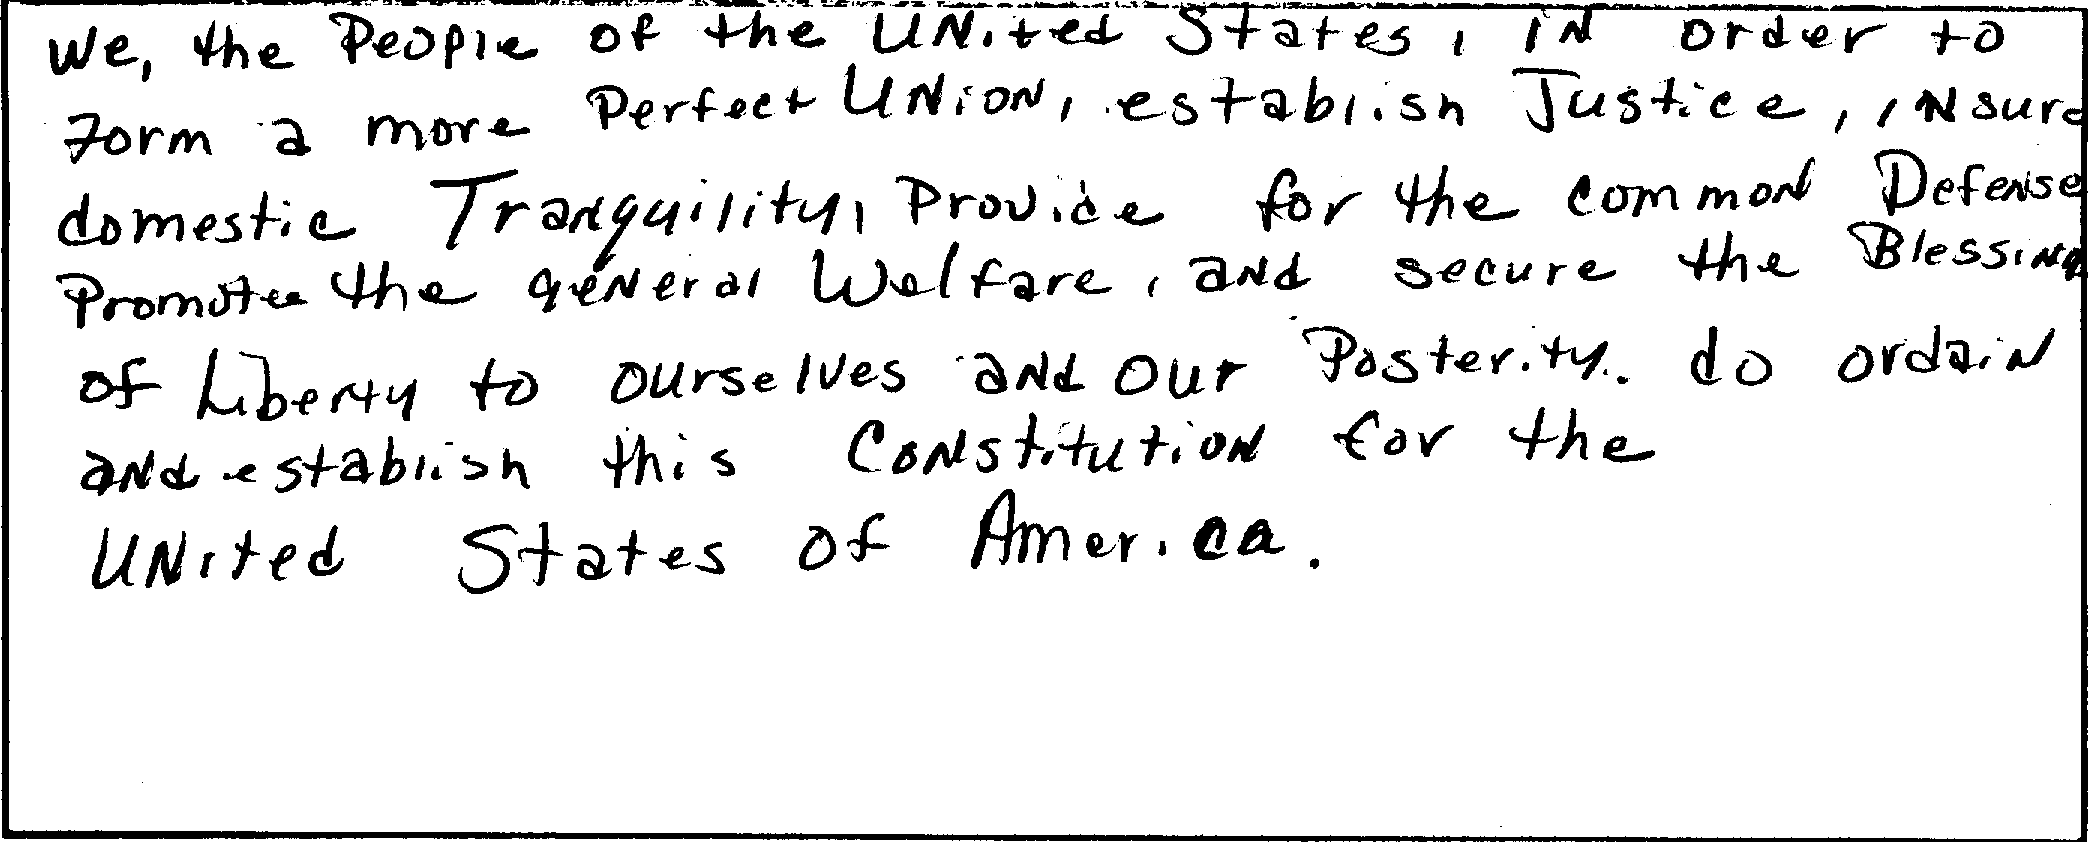 We, the People of the United States, in order to
form a more Perfect Union, establish Justice, insure
domestic Tranquility, Provide for the common Defense
Promote the general Welfare, and secure the Blessing
of Liberty to ourselves and our Posterity. do ordain
and establish this Constitution for the
United States of America.